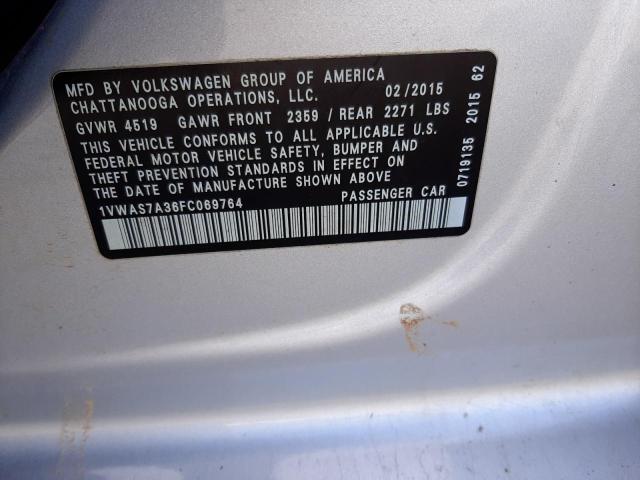 MFD BY VOLKSWAGEN GROUP OF AMERICA
CHATTANOOGA OPERATIONS, LLC. 02/2015
GVWR 4519 GAWR FRONT 2359 / REAR 2271 LBS
THIS VEHICLE CONFORMS TO ALL APPLICABLE U.S.
FEDERAL MOTOR VEHICLE SAFETY, BUMPER AND
THEFT PREVENTION STANDARDS IN EFFECT ON
THE DATE OF MANUFACTURE SHOWN ABOVE
1VWAS7A36FC069764 PASSENGER CAR
0719135 2015 62